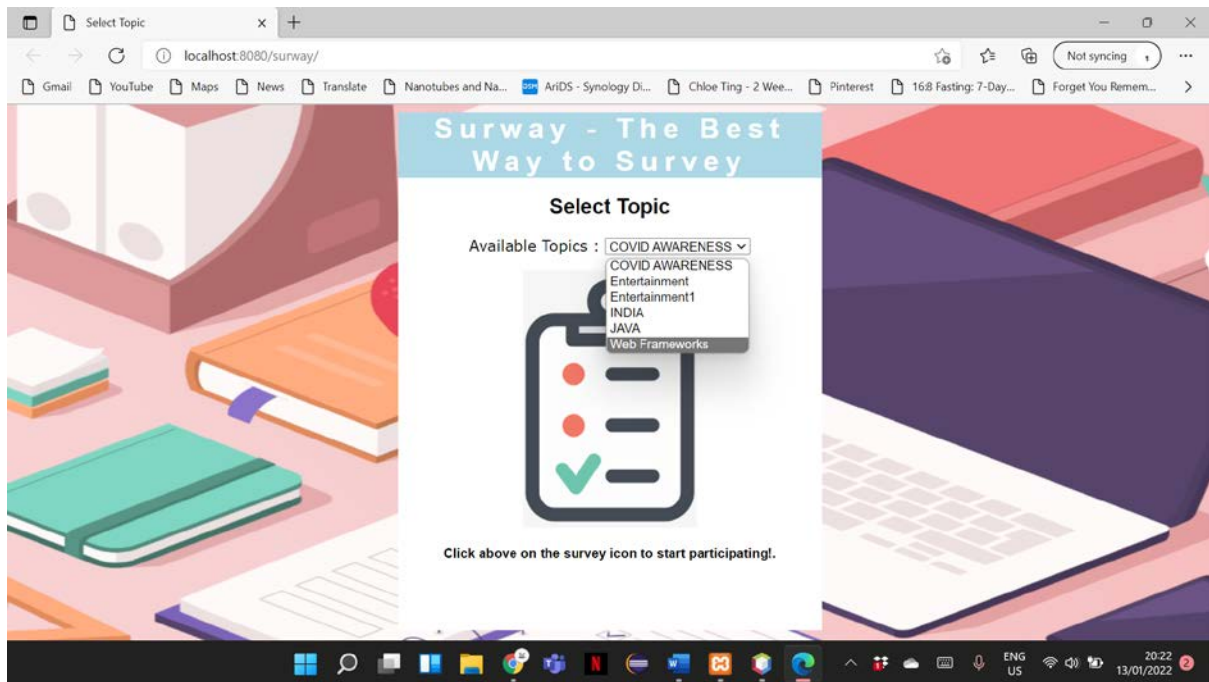 Select Topic
localhost:8080/surway/
Not syncing
Gmail YouTube Maps News Translate Nanotubes and Na... AriDS - Synology Di... Chloe Ting - 2 Wee... Pinterest 16:8 Fasting: 7-Day... Forget You Remem...
Surway - The Best
Way to Survey
Select Topic
Available Topics : COVID AWARENESS
COVID AWARENESS
Entertainment
Entertainment1
INDIA
JAVA
Web Frameworks
Click above on the survey icon to start participating!.
ENG
US
20:22
13/01/2022
2